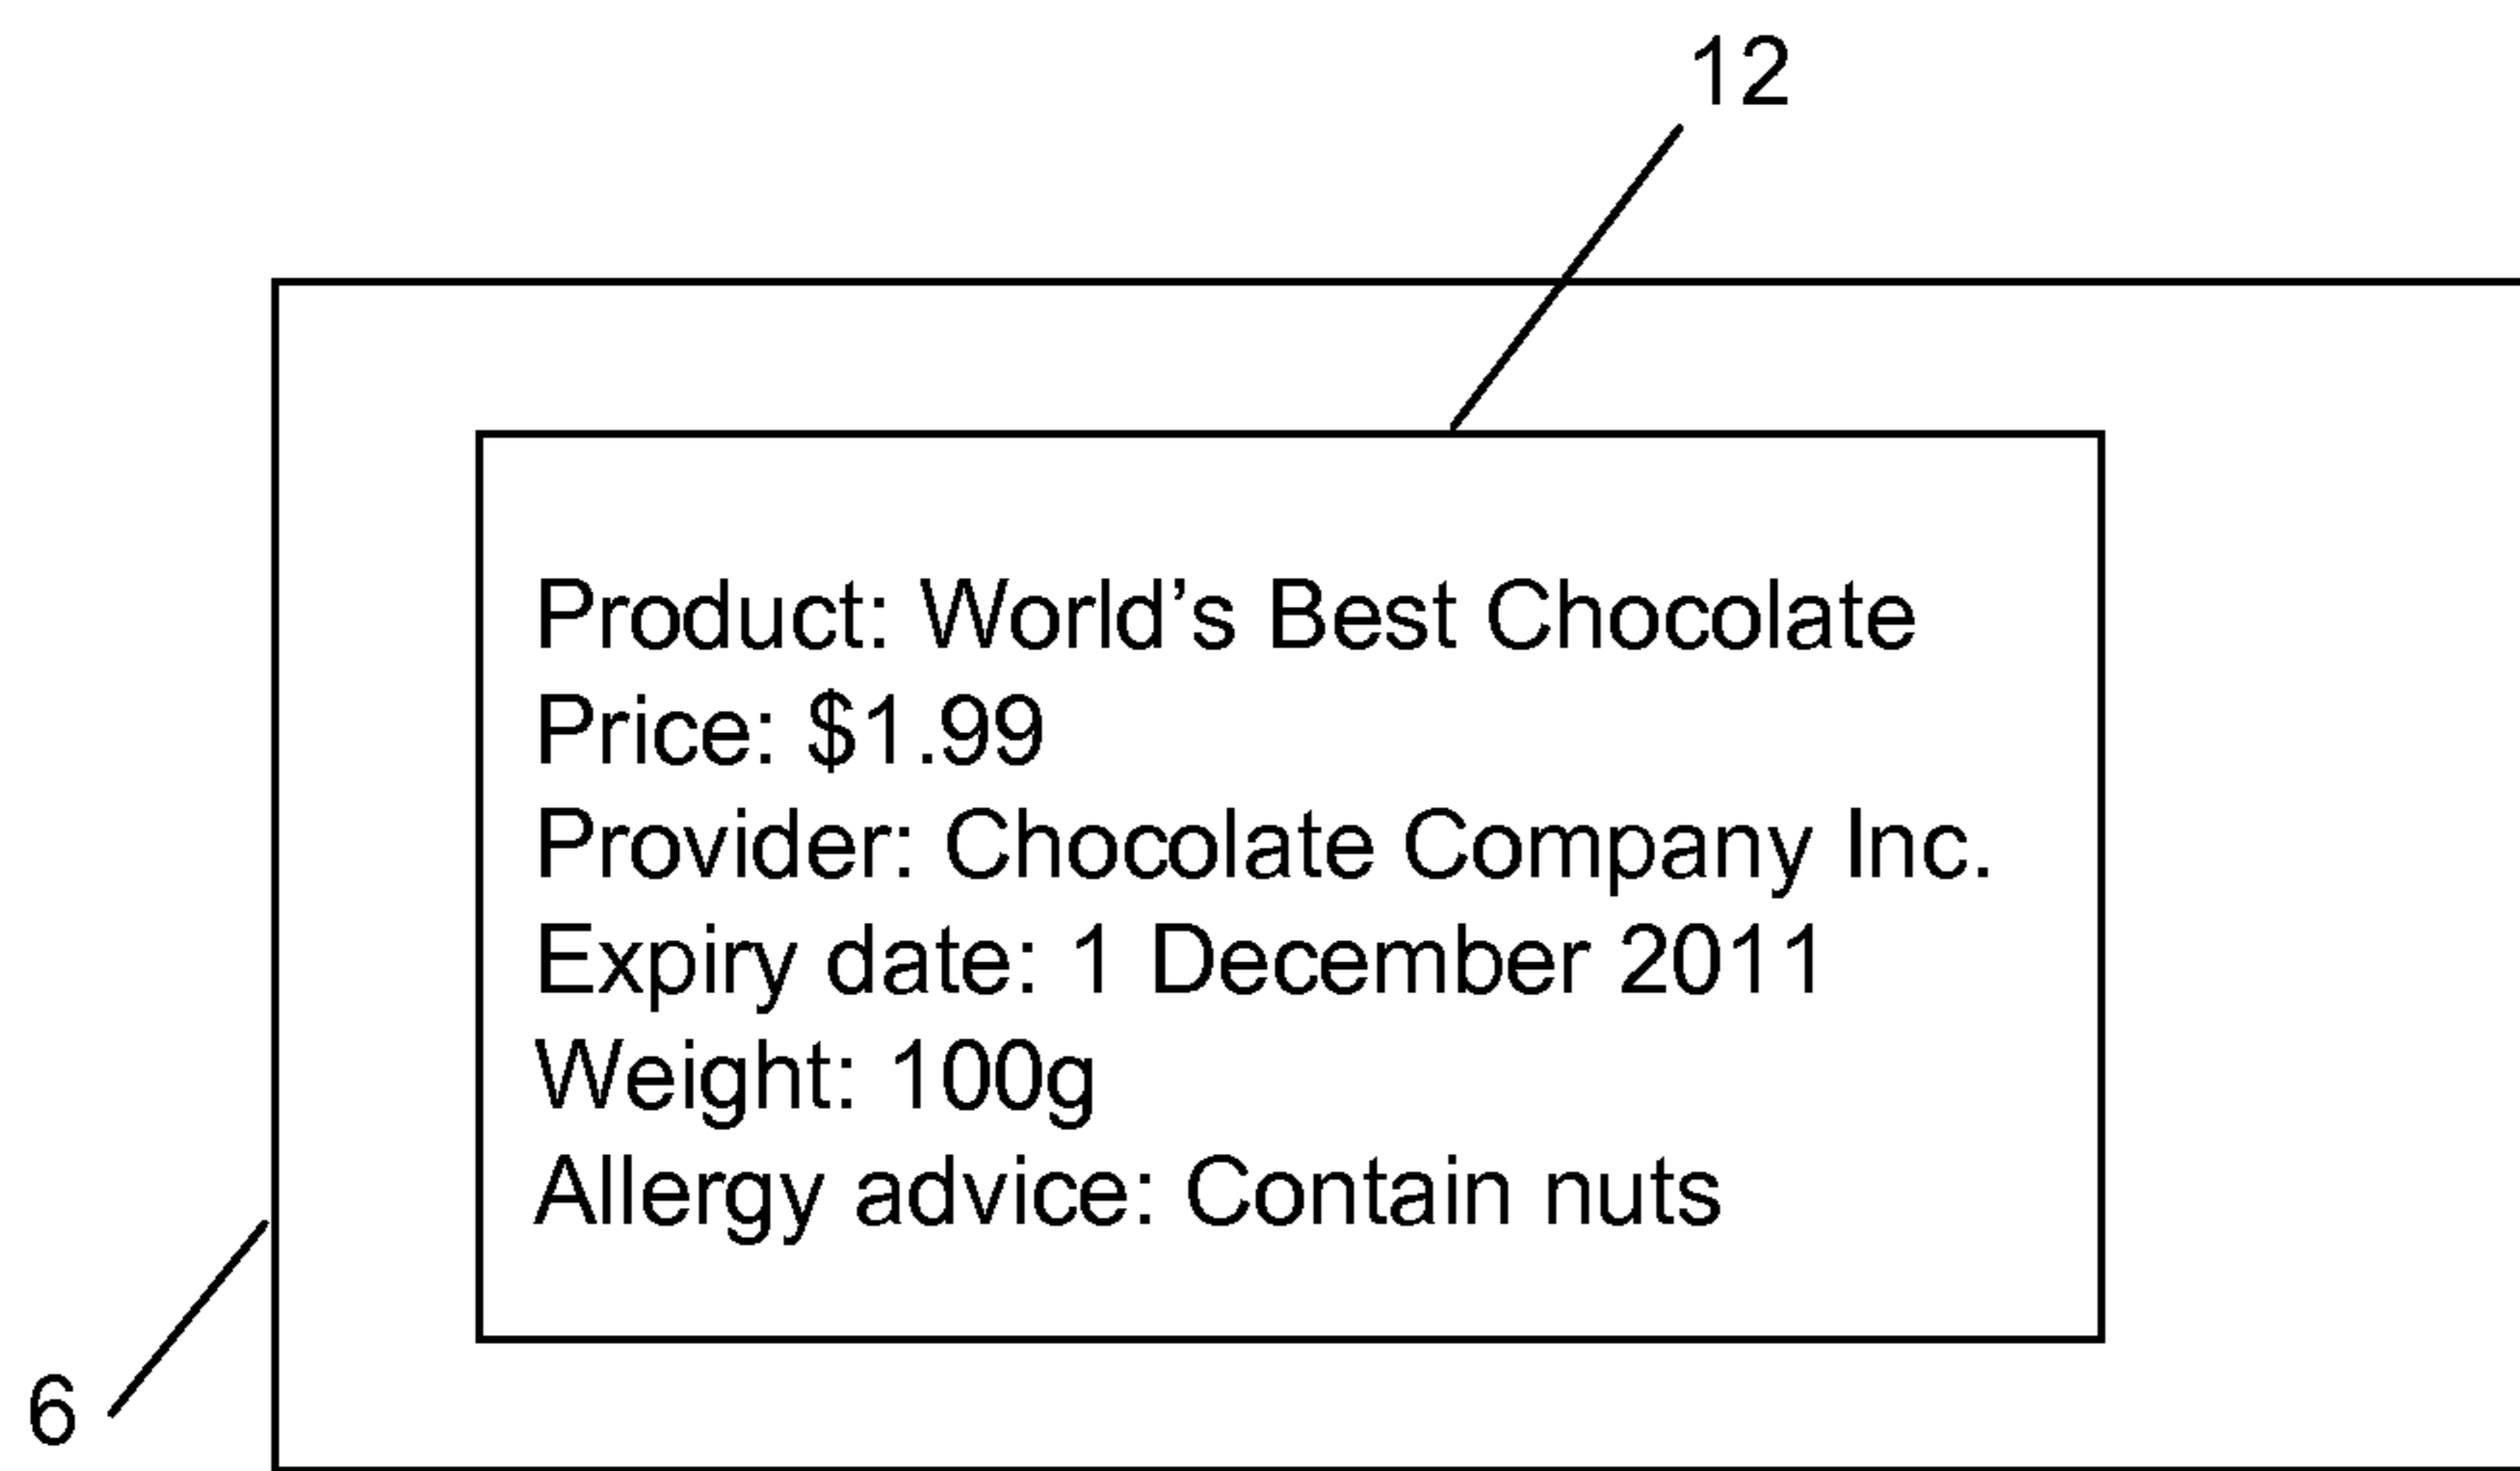 12
Product: World’s Best Chocolate
Price: $1.99
Provider: Chocolate Company Inc.
Expiry date: 1 December 2011
Weight: 100g
Allergy advice: Contain nuts
6